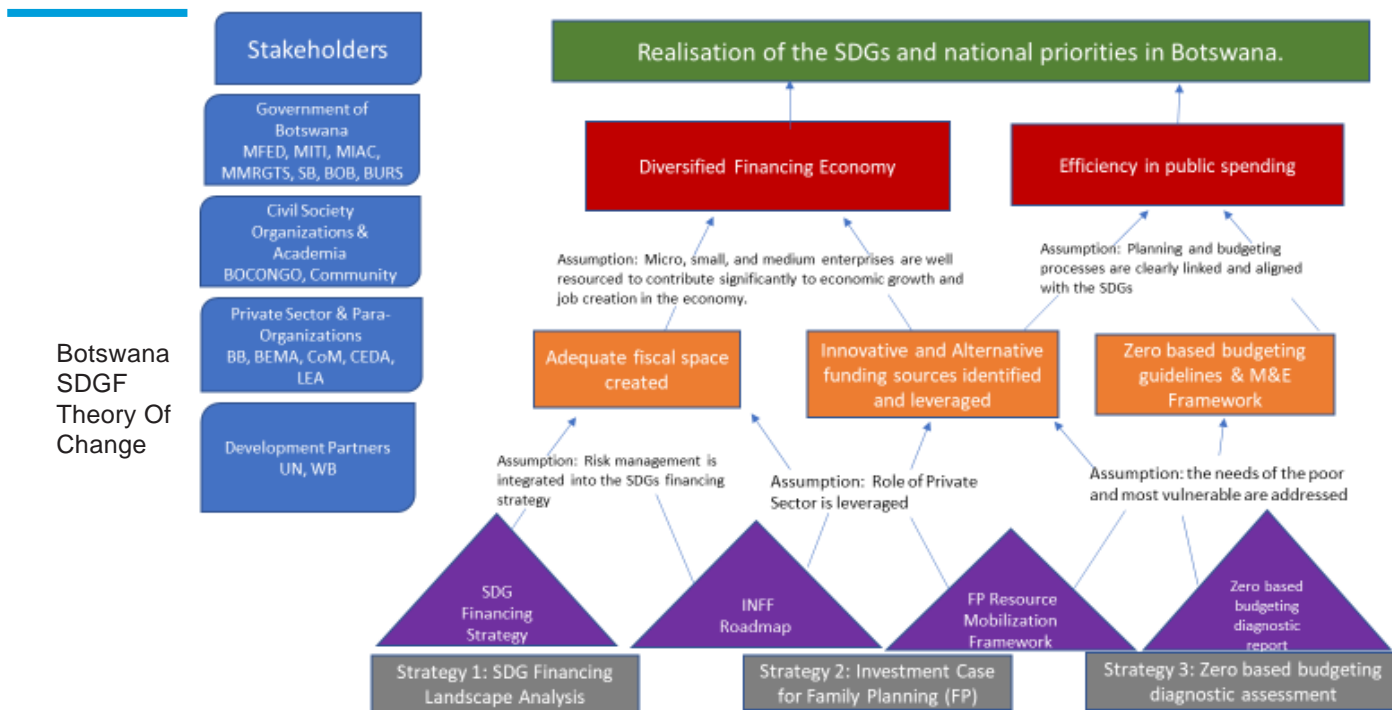 Botswana
SDGF
Theory Of
Change
Stakeholders
Government of
Botswana
MFED, MITI, MIAC,
MMRGTS, SB, BOB, BURS
Civil Society
Organizations &
Academia
BOCONGO, Community
Private Sector & Para-
Organizations
BB, BEMA, CoM, CEDA,
LEA
Development Partners
UN, WB
Realisation of the SDGs and national priorities in Botswana.
Diversified Financing Economy
Efficiency in public spending
Assumption: Micro, small, and medium enterprises are well
resourced to contribute significantly to economic growth and
job creation in the economy.
Assumption: Planning and budgeting
processes are clearly linked and aligned
with the SDGs
Adequate fiscal space
created
Innovative and Alternative
funding sources identified
and leveraged
Zero based budgeting
guidelines & M&E
Framework
Assumption: Risk management is
integrated into the SDGs financing
strategy
Assumption: Role of Private
Sector is leveraged
Assumption: the needs of the poor
and most vulnerable are addressed
SDG
Financing
Strategy
INFF
Roadmap
FP Resource
Mobilization
Framework
Zero based
budgeting
diagnostic
report
Strategy 1: SDG Financing
Landscape Analysis
Strategy 2: Investment Case
for Family Planning (FP)
Strategy 3: Zero based budgeting
diagnostic assessment